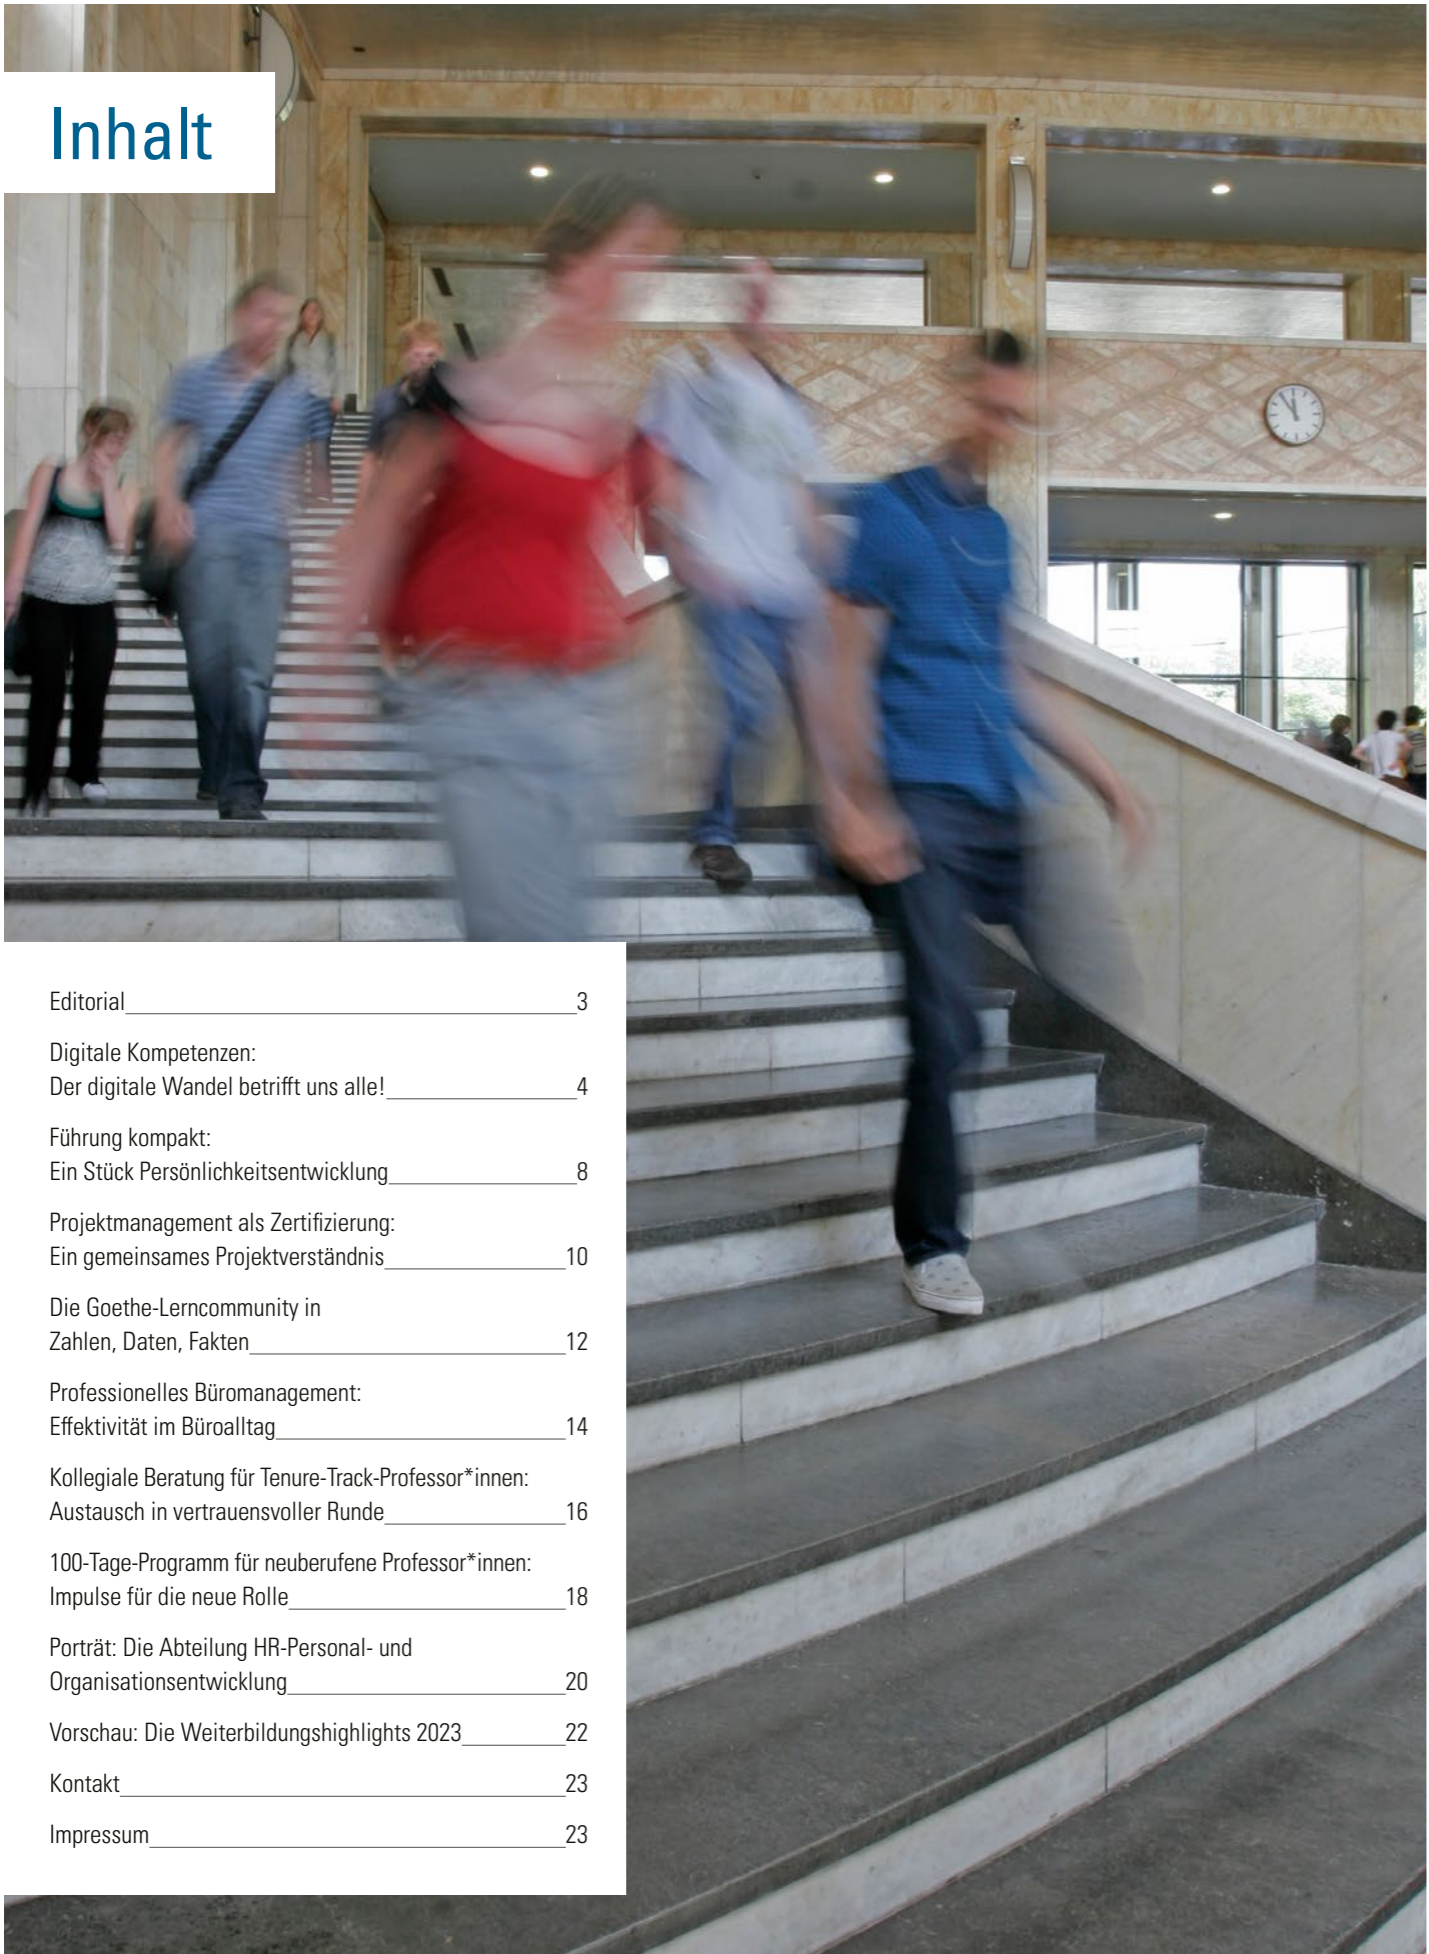 Inhalt
Editorial 3
Digitale Kompetenzen:
Der digitale Wandel betrifft uns alle! 4
Führung kompakt:
Ein Stück Persönlichkeitsentwicklung 8
Projektmanagement als Zertifizierung:
Ein gemeinsames Projektverständnis 10
Die Goethe-Lerncommunity in
Zahlen, Daten, Fakten 12
Professionelles Büromanagement:
Effektivität im Büroalltag 14
Kollegiale Beratung für Tenure-Track-Professor*innen:
Austausch in vertrauensvoller Runde 16
100-Tage-Programm für neuberufene Professor*innen:
Impulse für die neue Rolle 18
Porträt: Die Abteilung HR-Personal- und
Organisationsentwicklung 20
Vorschau: Die Weiterbildungshighlights 2023 22
Kontakt 23
Impressum 23